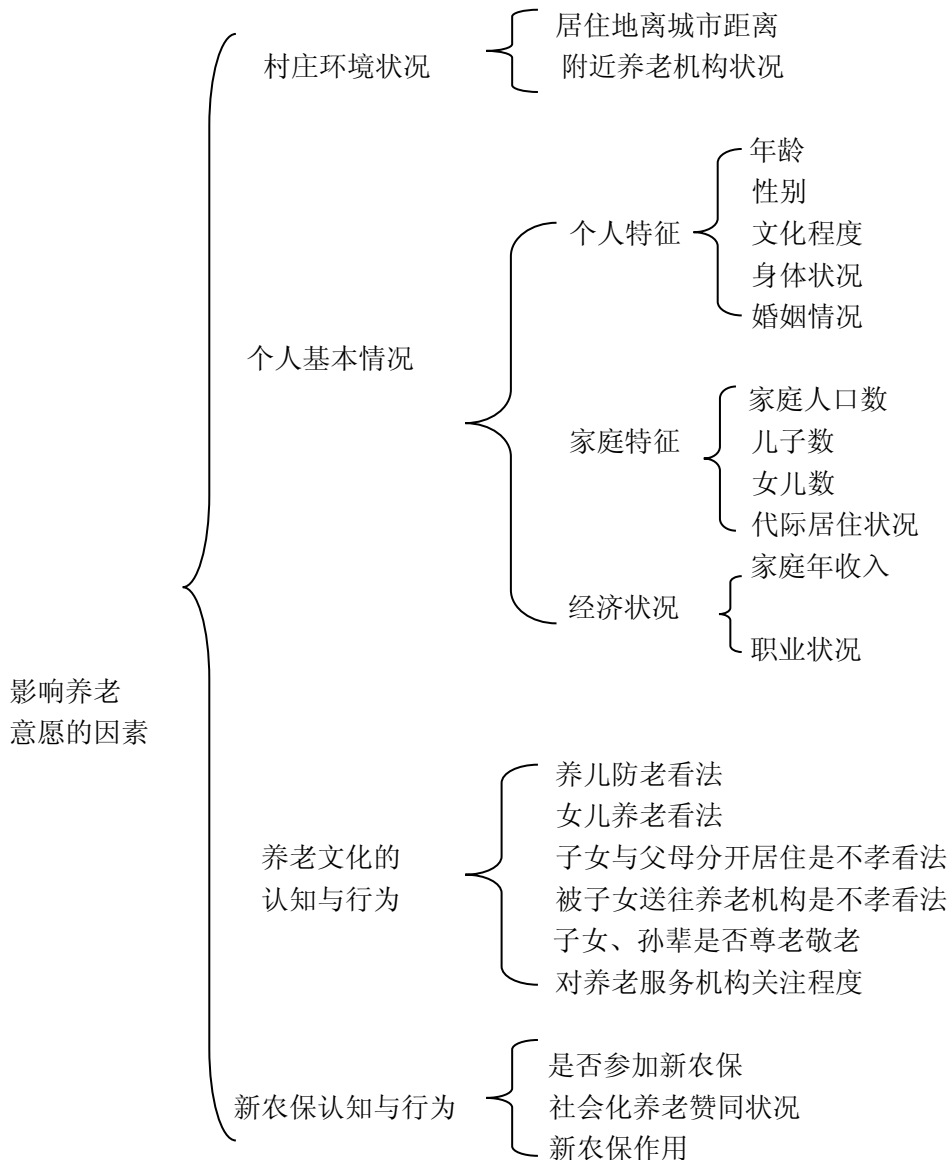 居住地离城市距离
村庄环境状况
附近养老机构状况
年龄
性别
个人特征
文化程度
身体状况
婚姻情况
个人基本情况
家庭人口数
家庭特征
儿子数
女儿数
代际居住状况
家庭年收入
经济状况
职业状况
影响养老
意愿的因素
养儿防老看法
女儿养老看法
养老文化的
认知与行为
子女与父母分开居住是不孝看法
被子女送往养老机构是不孝看法
子女、孙辈是否尊老敬老
对养老服务机构关注程度
是否参加新农保
新农保认知与行为
社会化养老赞同状况
新农保作用